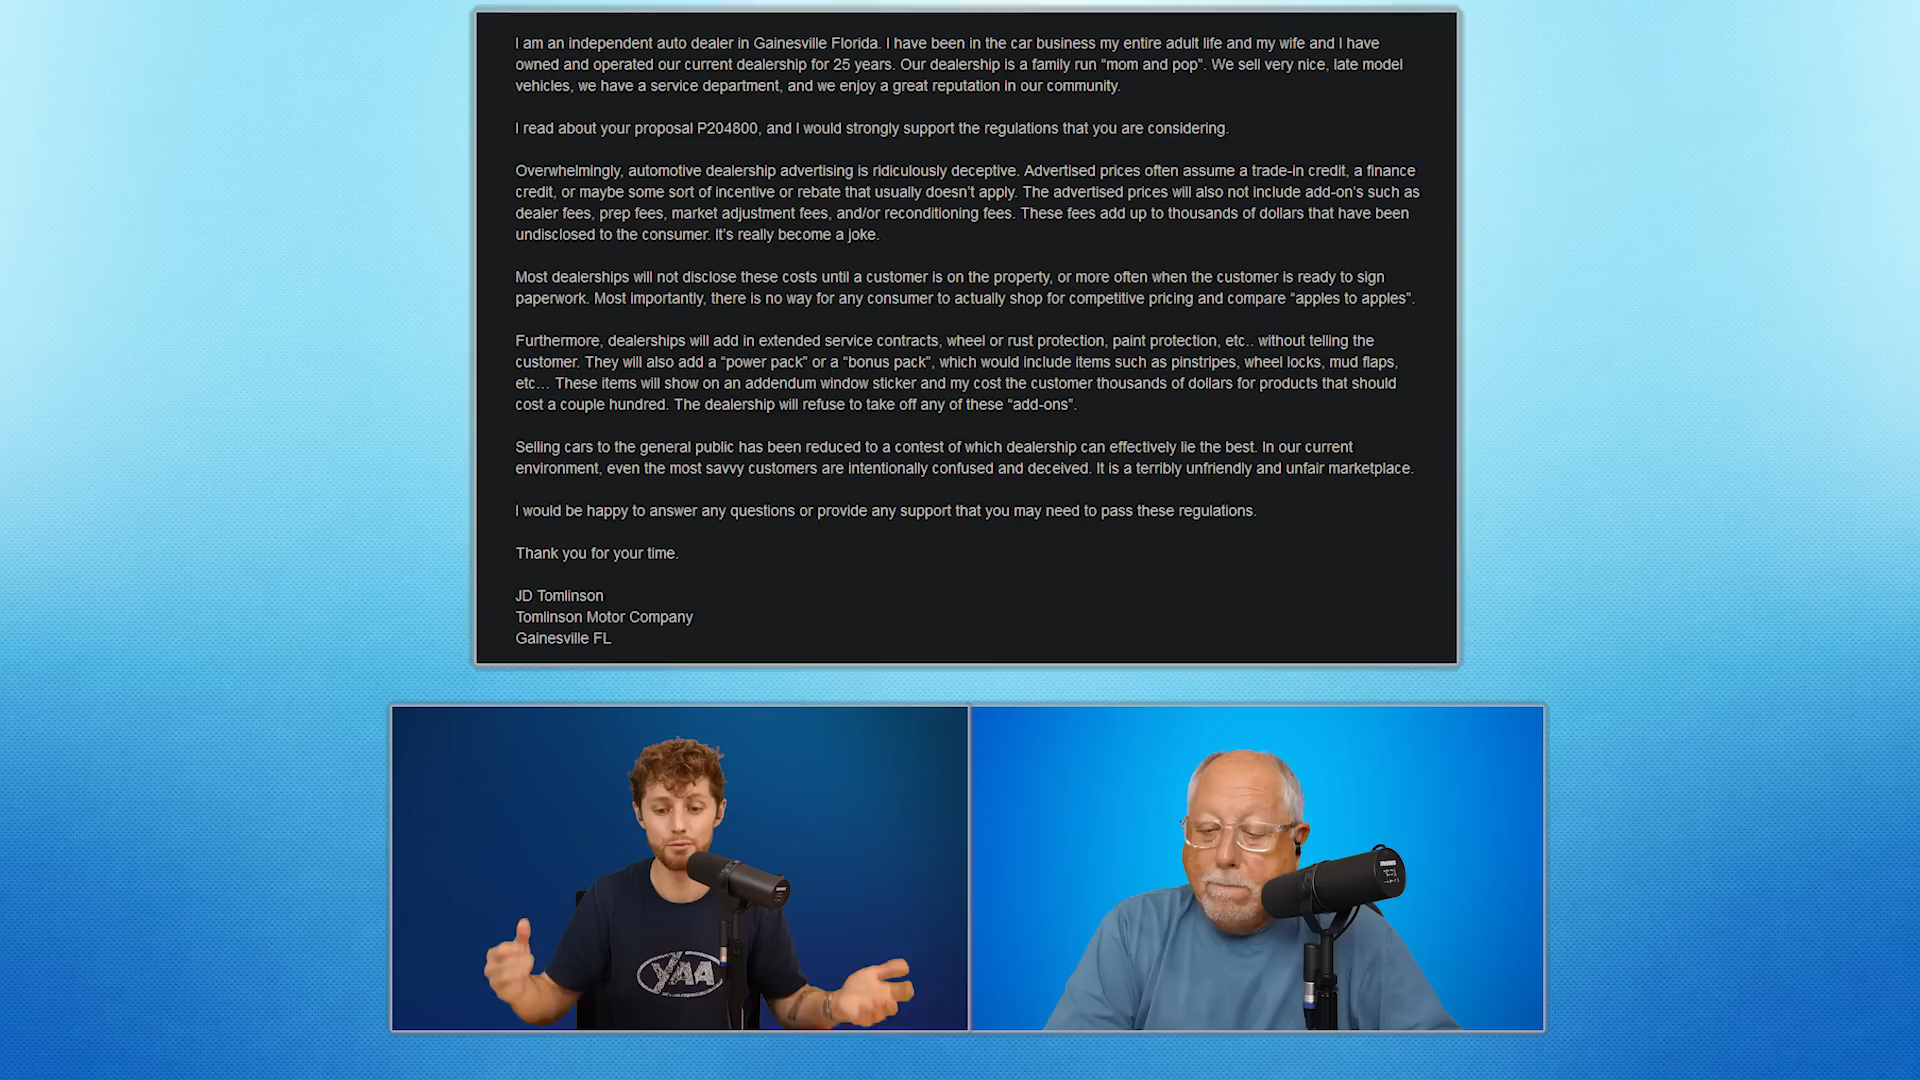 I am an independent auto dealer in Gainesville Florida. I have been in the car business my entire adult life and my wife and I have
owned and operated our current dealership for 25 years. Our dealership is a family run “mom and pop”. We sell very nice, late model
vehicles, we have a service department, and we enjoy a great reputation in our community.
I read about your proposal P204800, and I would strongly support the regulations that you are considering.
Overwhelmingly, automotive dealership advertising is ridiculously deceptive. Advertised prices often assume a trade-in credit, a finance
credit, or maybe some sort of incentive or rebate that usually doesn’t apply. The advertised prices will also not include add-on’s such as
dealer fees, prep fees, market adjustment fees, and/or reconditioning fees. These fees add up to thousands of dollars that have been
undisclosed to the consumer. It’s really become a joke.
Most dealerships will not disclose these costs until a customer is on the property, or more often when the customer is ready to sign
paperwork. Most importantly, there is no way for any consumer to actually shop for competitive pricing and compare “apples to apples”.
Furthermore, dealerships will add in extended service contracts, wheel or rust protection, paint protection, etc.. without telling the
customer. They will also add a “power pack” or a “bonus pack”, which would include items such as pinstripes, wheel locks, mud flaps,
etc… These items will show on an addendum window sticker and my cost the customer thousands of dollars for products that should
cost a couple hundred. The dealership will refuse to take off any of these “add-ons”.
Selling cars to the general public has been reduced to a contest of which dealership can effectively lie the best. In our current
environment, even the most savvy customers are intentionally confused and deceived. It is a terribly unfriendly and unfair marketplace.
I would be happy to answer any questions or provide any support that you may need to pass these regulations.
Thank you for your time.
JD Tomlinson
Tomlinson Motor Company
Gainesville FL
YAA